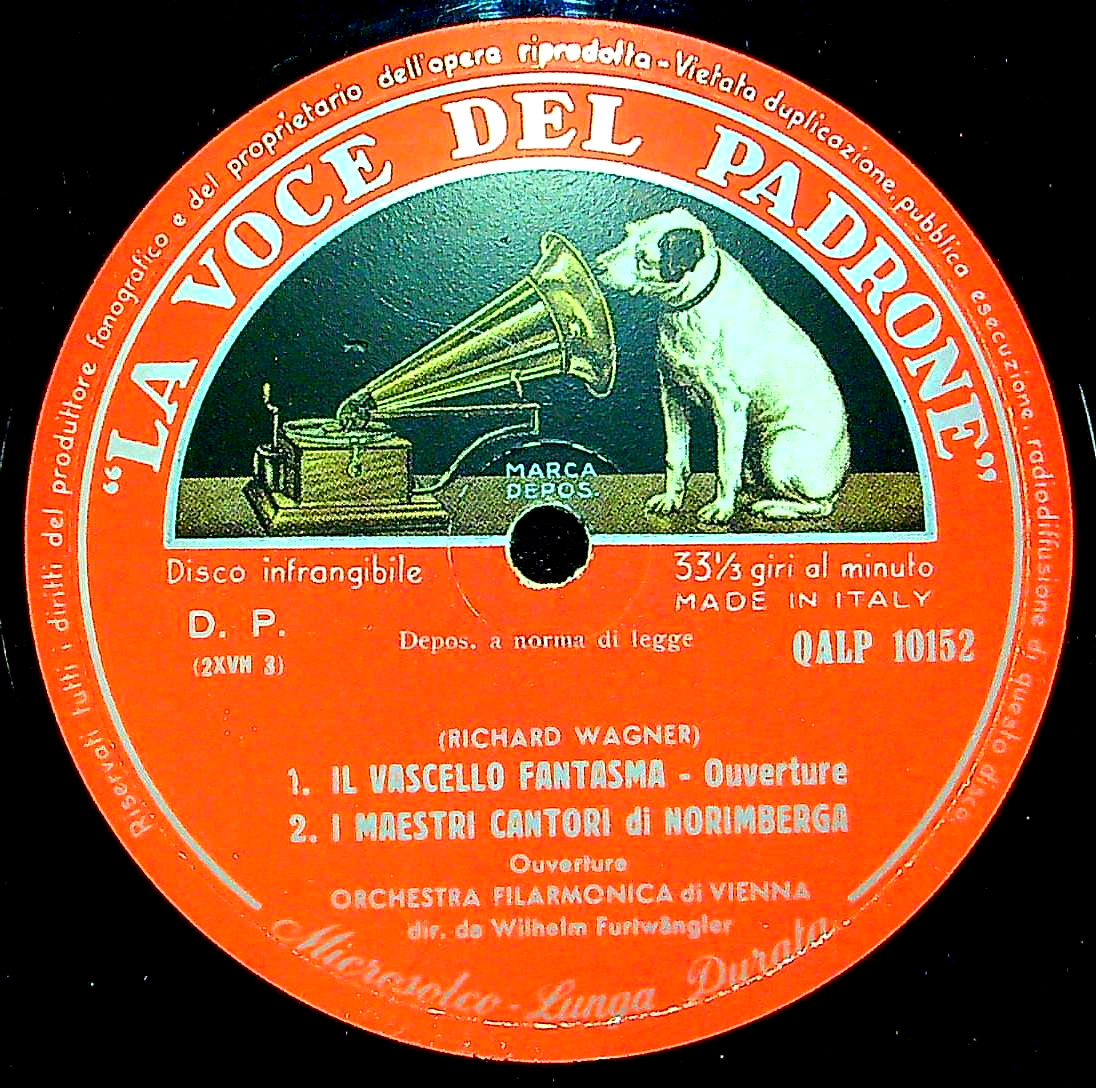 Riservati tutti i diritti del produttore fonografico e del proprietario dell'opera riprodotta - Vietata duplicazione, pubblica esecuzione, radiodiffusione di questo disco.
“LA VOCE DEL PADRONE”
MARCA
DEPOS.
Disco infrangibile
33⅓ giri al minuto
MADE IN ITALY
D. P.
(2XVH 3)
Depos. a norma di legge
QALP 10152
(RICHARD WAGNER)
1. IL VASCELLO FANTASMA - Ouverture
2. I MAESTRI CANTORI di NORIMBERGA
Ouverture
ORCHESTRA FILARMONICA di VIENNA
dir. da Wilhelm Furtwängler
Microsolco - Lunga Durata